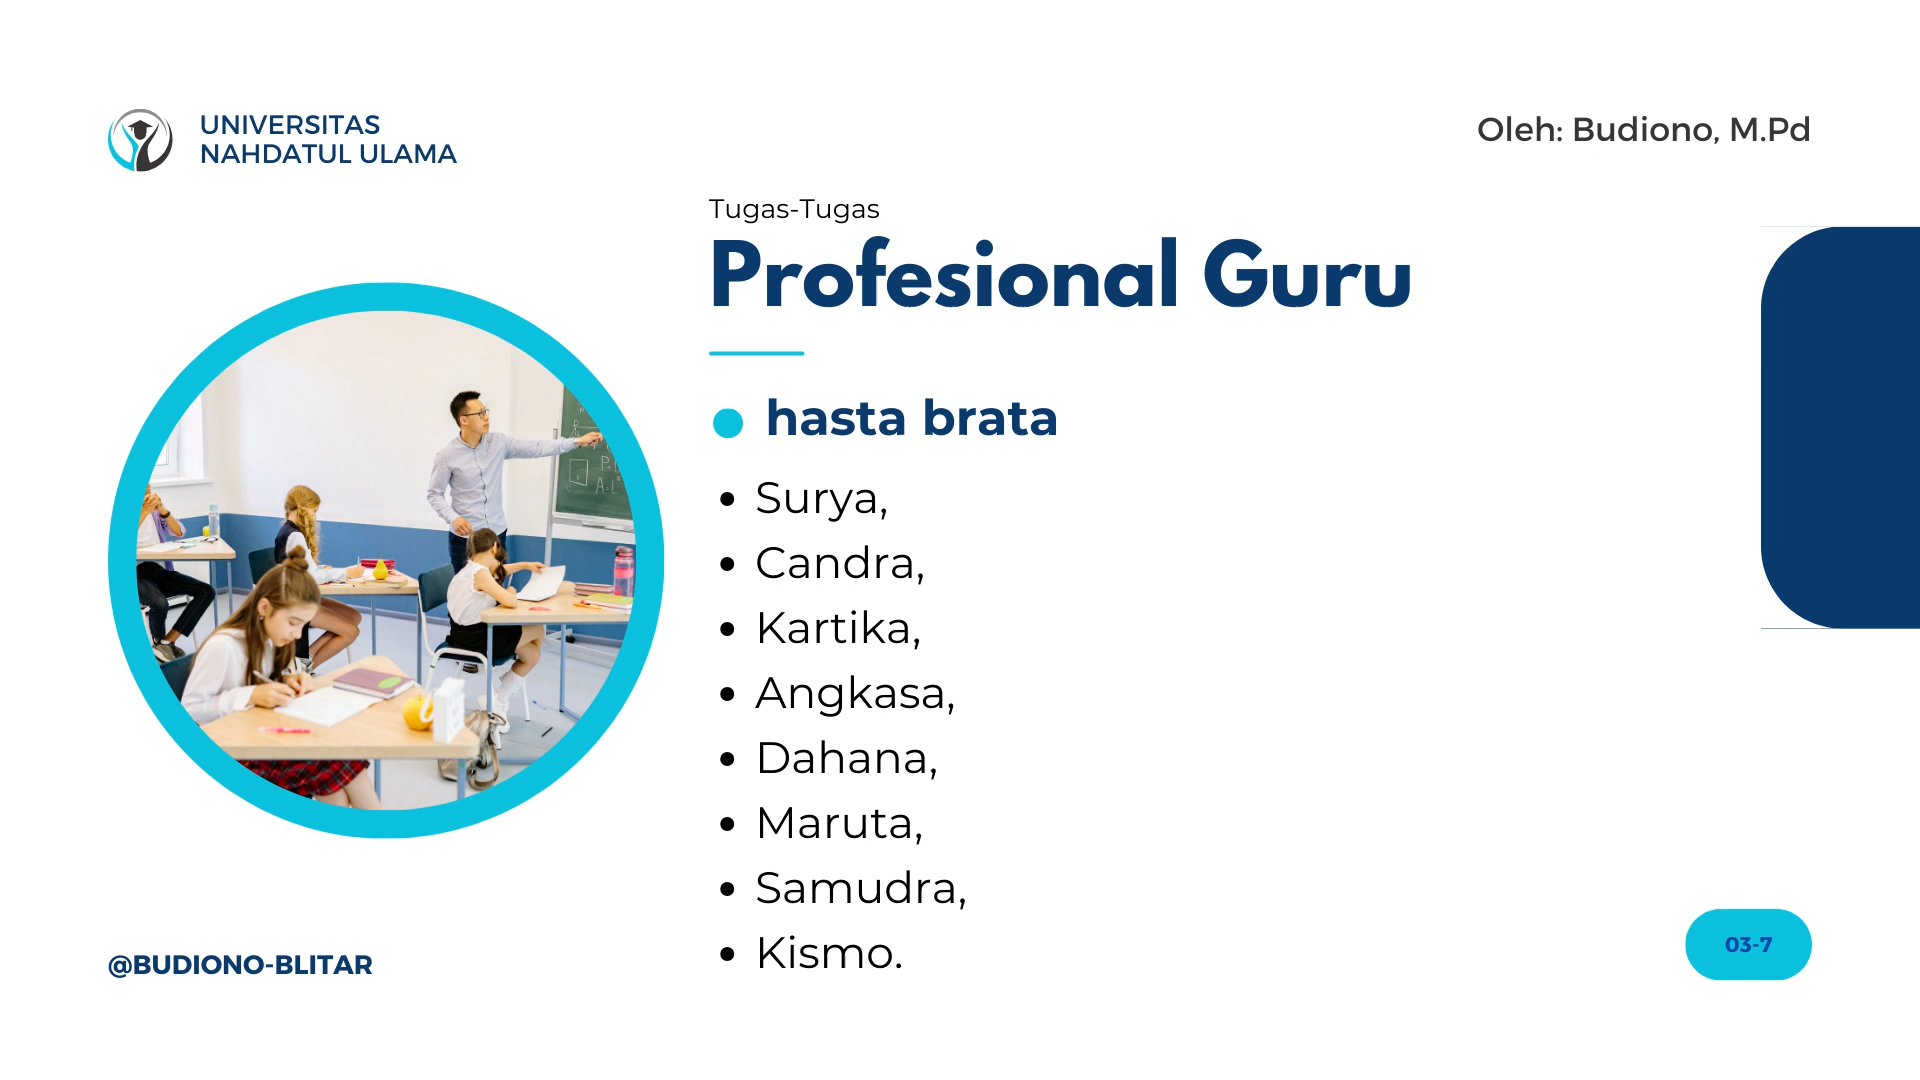 UNIVERSITAS
NAHDATUL ULAMA
Oleh: Budiono, M.Pd
Tugas-Tugas
Profesional Guru
hasta brata
• Surya,
• Candra,
• Kartika,
• Angkasa,
• Dahana,
• Maruta,
• Samudra,
• Kismo.
@BUDIONO-BLITAR
03-7